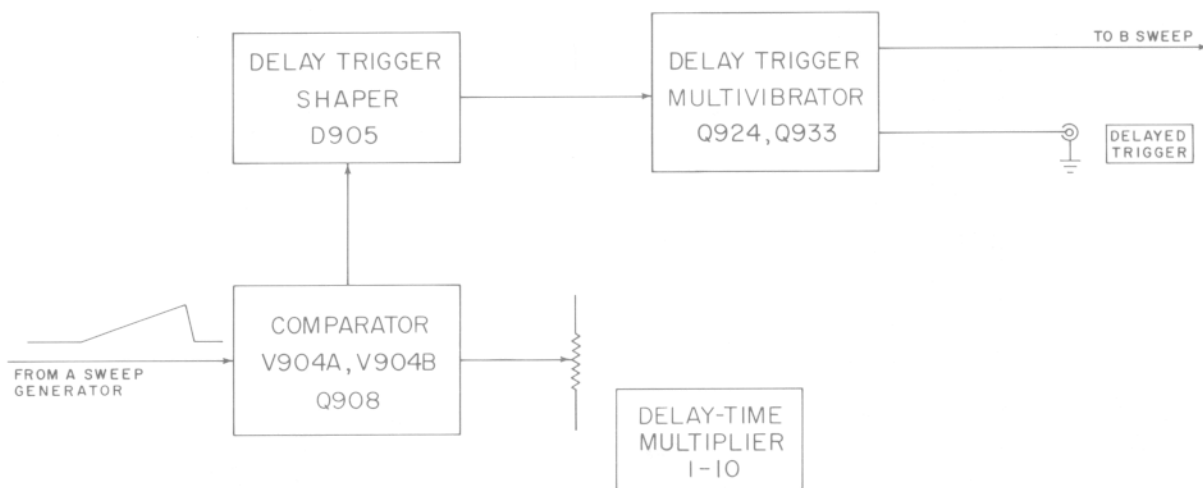 DELAY TRIGGER
SHAPER
D905
DELAY TRIGGER
MULTIVIBRATOR
Q924, Q933
TO B SWEEP
DELAYED
TRIGGER
FROM A SWEEP
GENERATOR
COMPARATOR
V904A, V904B
Q908
DELAY-TIME
MULTIPLIER
1-10